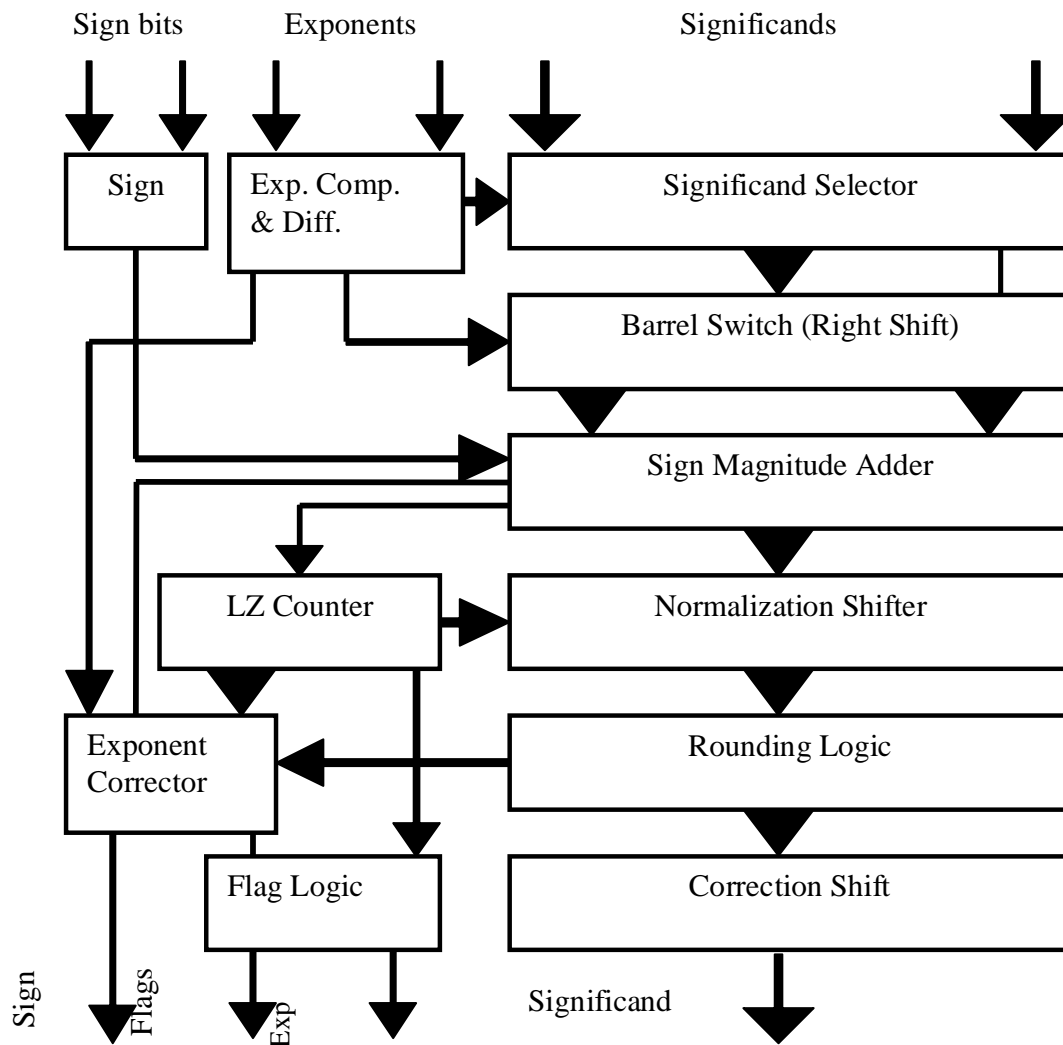 Sign bits
Exponents
Significands
Sign
Exp. Comp.
& Diff.
Significand Selector
Barrel Switch (Right Shift)
Sign Magnitude Adder
LZ Counter
Normalization Shifter
Exponent
Corrector
Rounding Logic
Flag Logic
Correction Shift
Sign
Flags
Exp
Significand